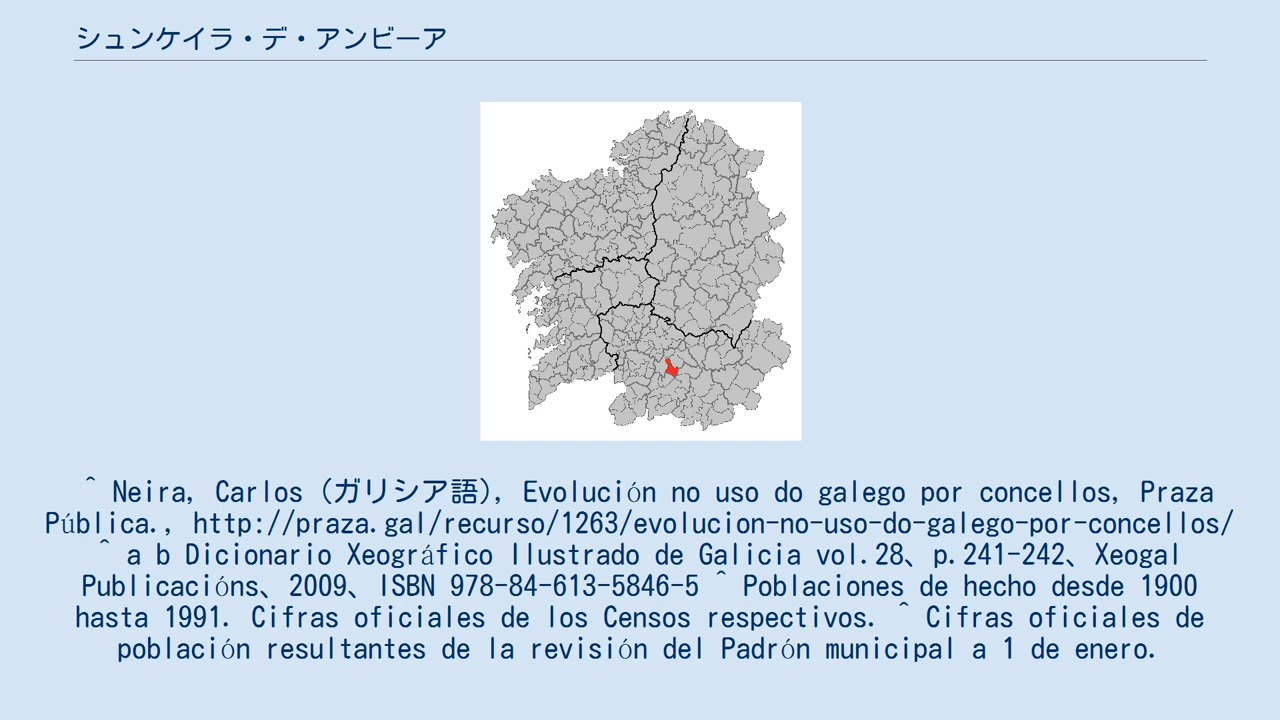 シュンケイラ・デ・アンビーア
^ Neira, Carlos (ガリシア語), Evolución no uso do galego por concellos, Praza
Pública., http://praza.gal/recurso/1263/evolucion-no-uso-do-galego-por-concellos/
^ a b Dicionario Xeográfico Ilustrado de Galicia vol.28、p.241-242、Xeogal
Publicacións、2009、ISBN 978-84-613-5846-5 ^ Poblaciones de hecho desde 1900
hasta 1991. Cifras oficiales de los Censos respectivos. ^ Cifras oficiales de
población resultantes de la revisión del Padrón municipal a 1 de enero.